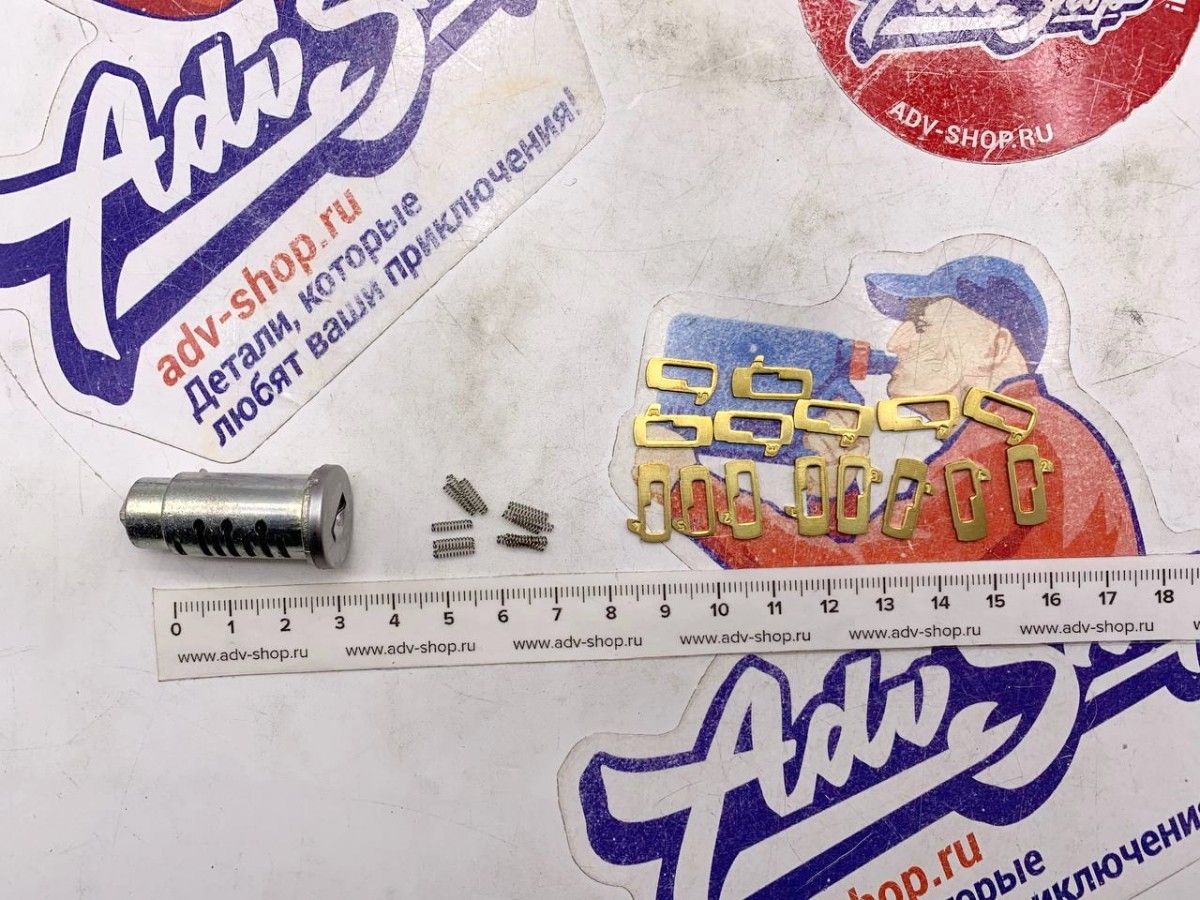 Adv
adv-shop.ru
Детали, которые
любят ваши приключения!
Adv Shop
ADV-SHOP.RU
0 1 2 3 4 5 6 7 8 9 10 11 12 13 14 15 16 17 18
www.adv-shop.ru www.adv-shop.ru www.adv-shop.ru www.adv-shop.ru www.adv-shop.ru www.adv-shop.ru
Adv